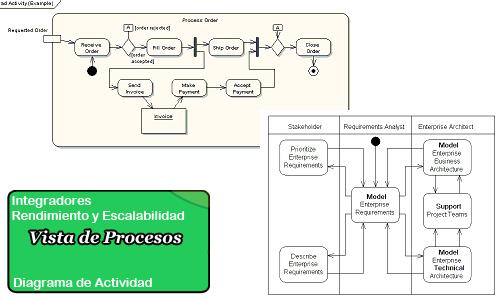 ad Activity (Example)
Process Order
Requested Order
Receive
Order
A
[order rejected]
[order
accepted]
Fill Order
Ship Order
A
Close
Order
Send
Invoice
Make
Payment
Accept
Payment
Invoice
Stakeholder
Requirements Analyst
Enterprise Architect
Prioritize
Enterprise
Requirements
Model
Enterprise
Business
Architecture
Model
Enterprise
Requirements
Support
Project Teams
Describe
Enterprise
Requirements
Model
Enterprise
Technical
Architecture
Integradores
Rendimiento y Escalabilidad
Vista de Procesos
Diagrama de Actividad